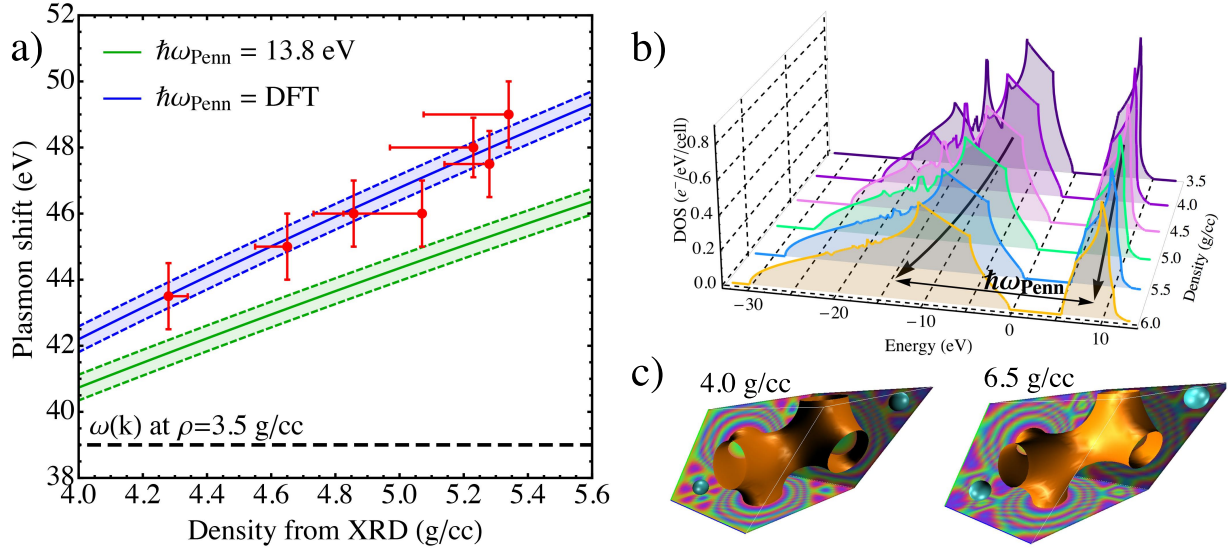 a)
ħω_Penn = 13.8 eV
ħω_Penn = DFT
ω(k) at ρ=3.5 g/cc
Plasmon shift (eV)
52
50
48
46
44
42
40
38
4.0 4.2 4.4 4.6 4.8 5.0 5.2 5.4 5.6
Density from XRD (g/cc)
b)
DOS (e⁻/eV/cell)
0.8
0.6
0.4
0.2
0.0
−30 −20 −10 0 10
Energy (eV)
3.5
4.0
4.5
5.0
5.5
6.0
Density (g/cc)
ħω_Penn
c)
4.0 g/cc
6.5 g/cc